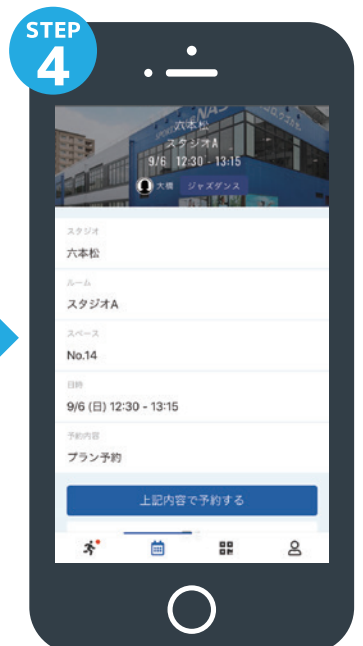 STEP
4
六本松
スタジオA
9/6 12:30 - 13:15
大橋 ジャズダンス
スタジオ
六本松
ルーム
スタジオA
スペース
No.14
日時
9/6 (日) 12:30 - 13:15
予約内容
プラン予約
上記内容で予約する